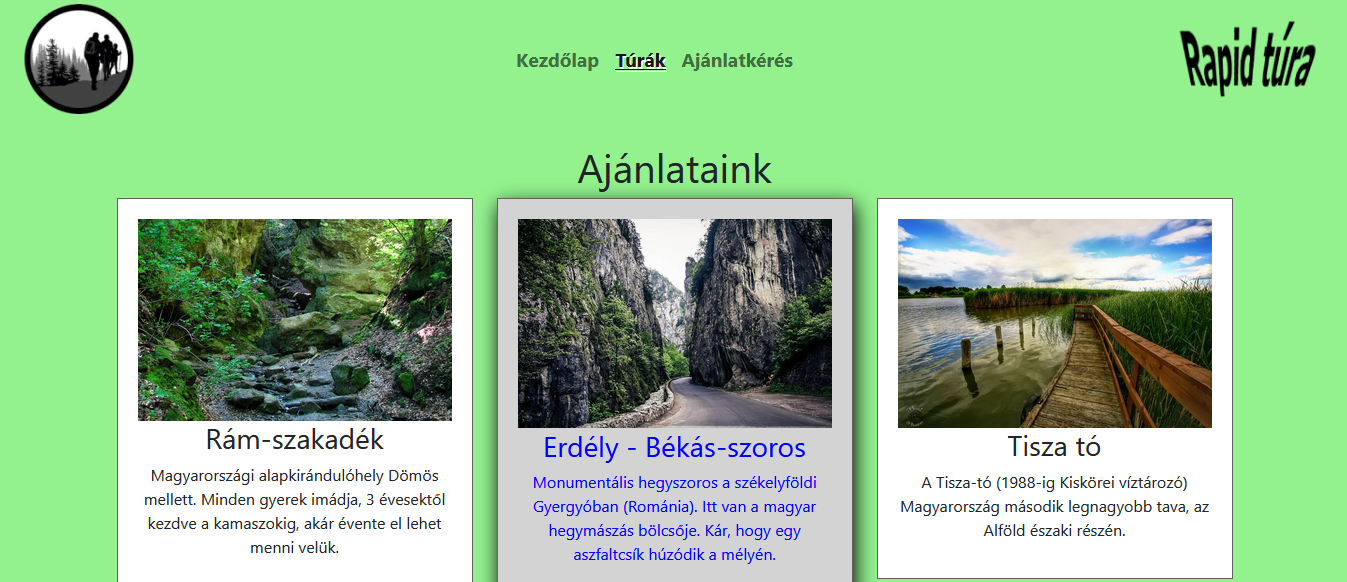 Kezdőlap Túrák Ajánlatkérés
Rapid túra
Ajánlataink
Rám-szakadék
Magyarországi alapkirándulóhely Dömös
mellett. Minden gyerek imádja, 3 évesektől
kezdve a kamaszokig, akár évente el lehet
menni velük.
Erdély - Békás-szoros
Monumentális hegyszoros a székelyföldi
Gyergyóban (Románia). Itt van a magyar
hegymászás bölcsője. Kár, hogy egy
aszfaltcsík húzódik a mélyén.
Tisza tó
A Tisza-tó (1988-ig Kiskörei víztározó)
Magyarország második legnagyobb tava, az
Alföld északi részén.